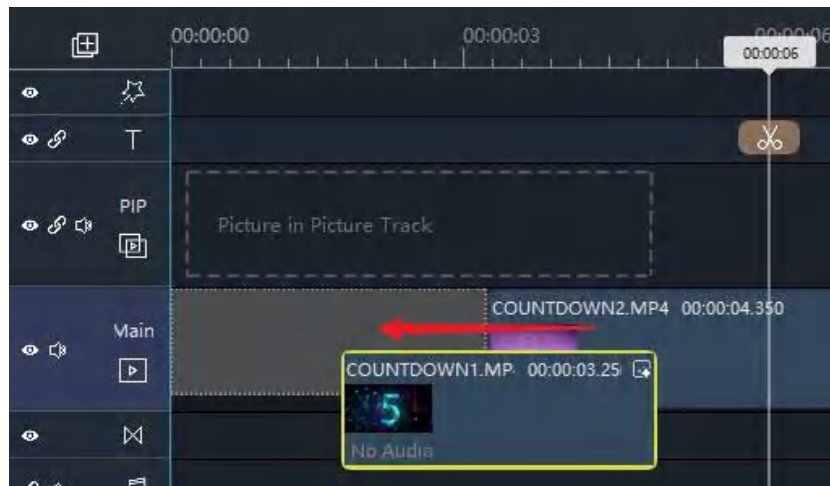 00:00:00
00:00:03
00:00:06
T
PIP
Picture in Picture Track
Main
COUNTDOWN2.MP4 00:00:04.350
COUNTDOWN1.MP- 00:00:03.25
5
No Audio